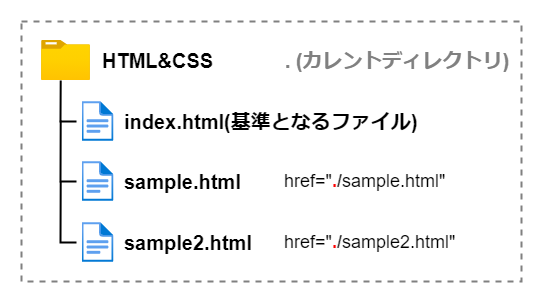 HTML&CSS . (カレントディレクトリ)
index.html(基準となるファイル)
sample.html href="./sample.html"
sample2.html href="./sample2.html"